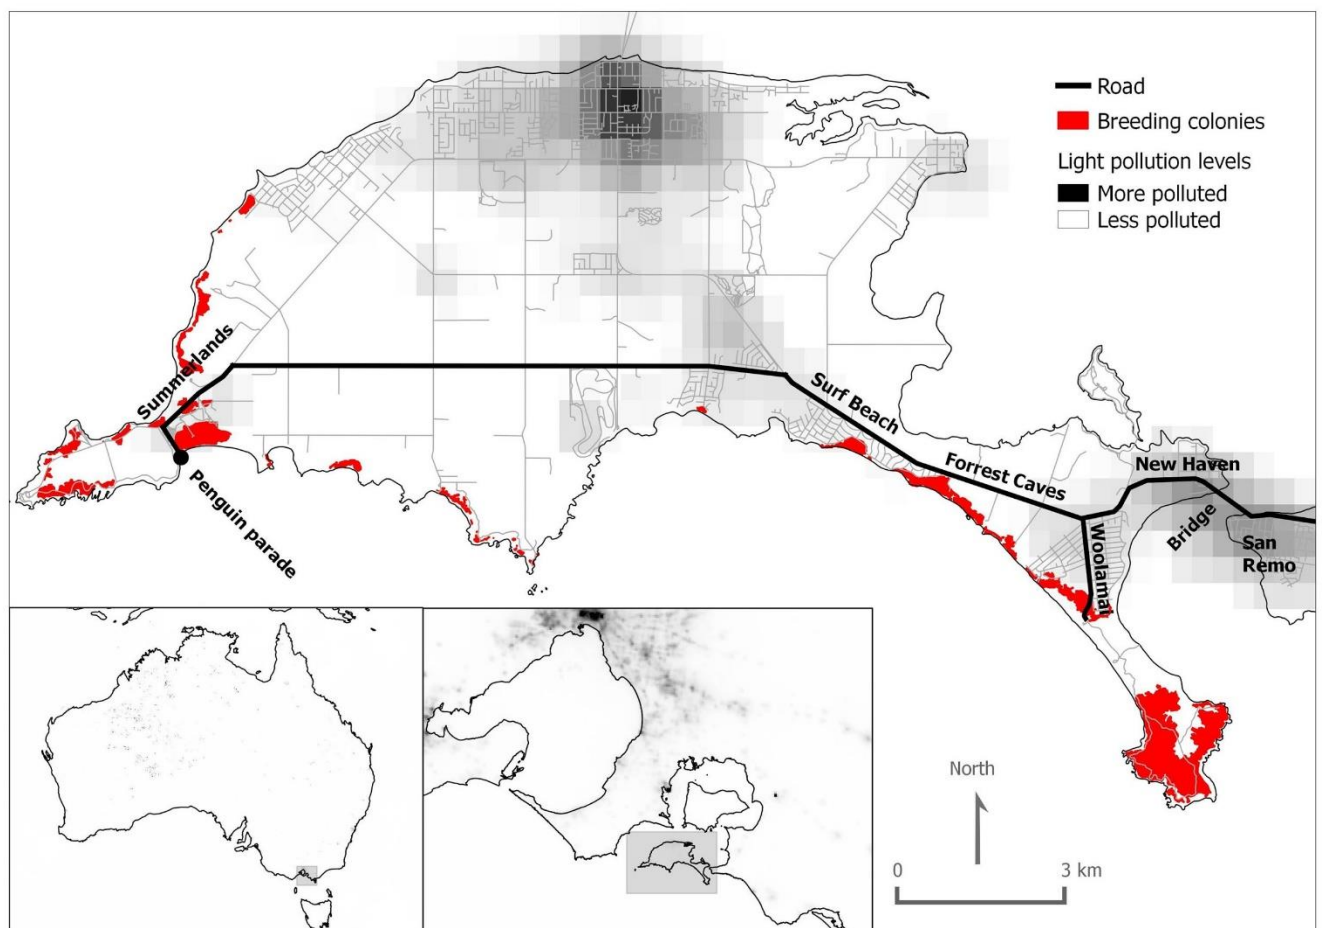 Road
Breeding colonies
Light pollution levels
More polluted
Less polluted
Summerlands
Penguin parade
Surf Beach
Forrest Caves
New Haven
Woolamai
Bridge
San
Remo
North
0
3 km